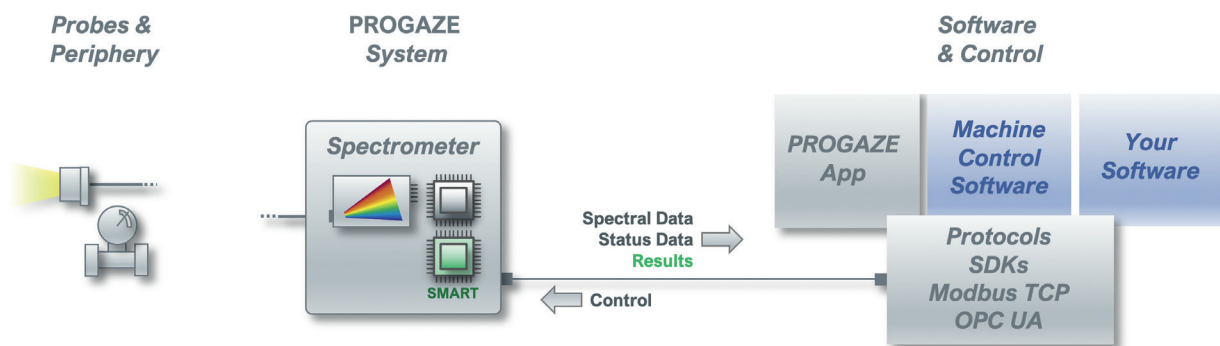 Probes &
Periphery
PROGAZE
System
Software
& Control
Spectrometer
SMART
Spectral Data
Status Data
Results
Control
PROGAZE
App
Machine
Control
Software
Your
Software
Protocols
SDKs
Modbus TCP
OPC UA